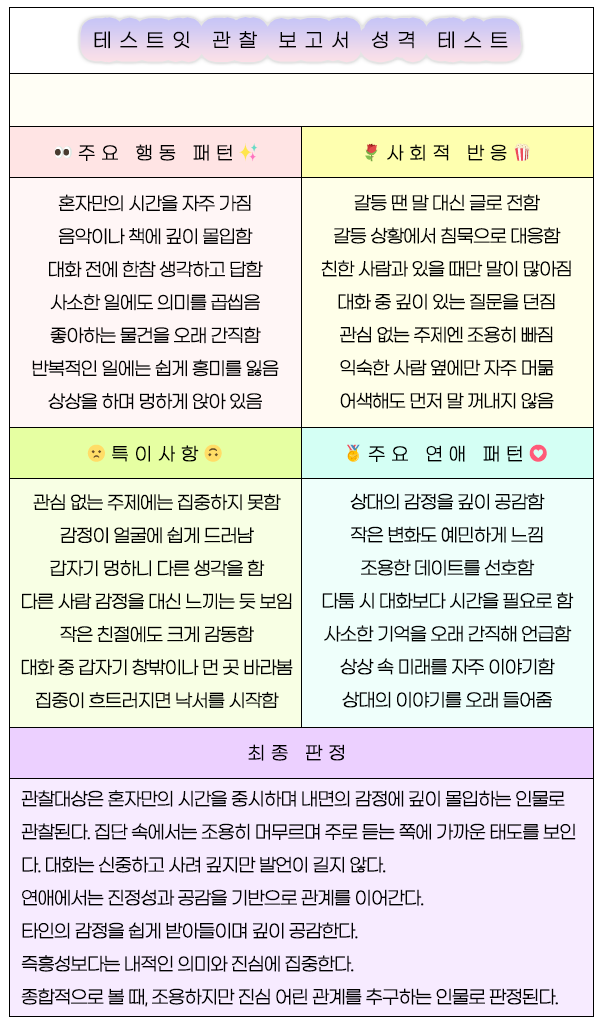 테스트잇 관찰 보고서 성격 테스트
👀주요 행동 패턴✨
혼자만의 시간을 자주 가짐
음악이나 책에 깊이 몰입함
대화 전에 한참 생각하고 답함
사소한 일에도 의미를 곱씹음
좋아하는 물건을 오래 간직함
반복적인 일에는 쉽게 흥미를 잃음
상상을 하며 멍하게 앉아 있음
🌹사회적 반응🍿
갈등 땐 말 대신 글로 전함
갈등 상황에서 침묵으로 대응함
친한 사람과 있을 때만 말이 많아짐
대화 중 깊이 있는 질문을 던짐
관심 없는 주제엔 조용히 빠짐
익숙한 사람 옆에만 자주 머묾
어색해도 먼저 말 꺼내지 않음
🙁특이사항🙃
관심 없는 주제에는 집중하지 못함
감정이 얼굴에 쉽게 드러남
갑자기 멍하니 다른 생각을 함
다른 사람 감정을 대신 느끼는 듯 보임
작은 친절에도 크게 감동함
대화 중 갑자기 창밖이나 먼 곳 바라봄
집중이 흐트러지면 낙서를 시작함
🏅주요 연애 패턴💟
상대의 감정을 깊이 공감함
작은 변화도 예민하게 느낌
조용한 데이트를 선호함
다툼 시 대화보다 시간을 필요로 함
사소한 기억을 오래 간직해 언급함
상상 속 미래를 자주 이야기함
상대의 이야기를 오래 들어줌
최종 판정
관찰대상은 혼자만의 시간을 중시하며 내면의 감정에 깊이 몰입하는 인물로
관찰된다. 집단 속에서는 조용히 머무르며 주로 듣는 쪽에 가까운 태도를 보인
다. 대화는 신중하고 사려 깊지만 발언이 길지 않다.
연애에서는 진정성과 공감을 기반으로 관계를 이어간다.
타인의 감정을 쉽게 받아들이며 깊이 공감한다.
즉흥성보다는 내적인 의미와 진심에 집중한다.
종합적으로 볼 때, 조용하지만 진심 어린 관계를 추구하는 인물로 판정된다.